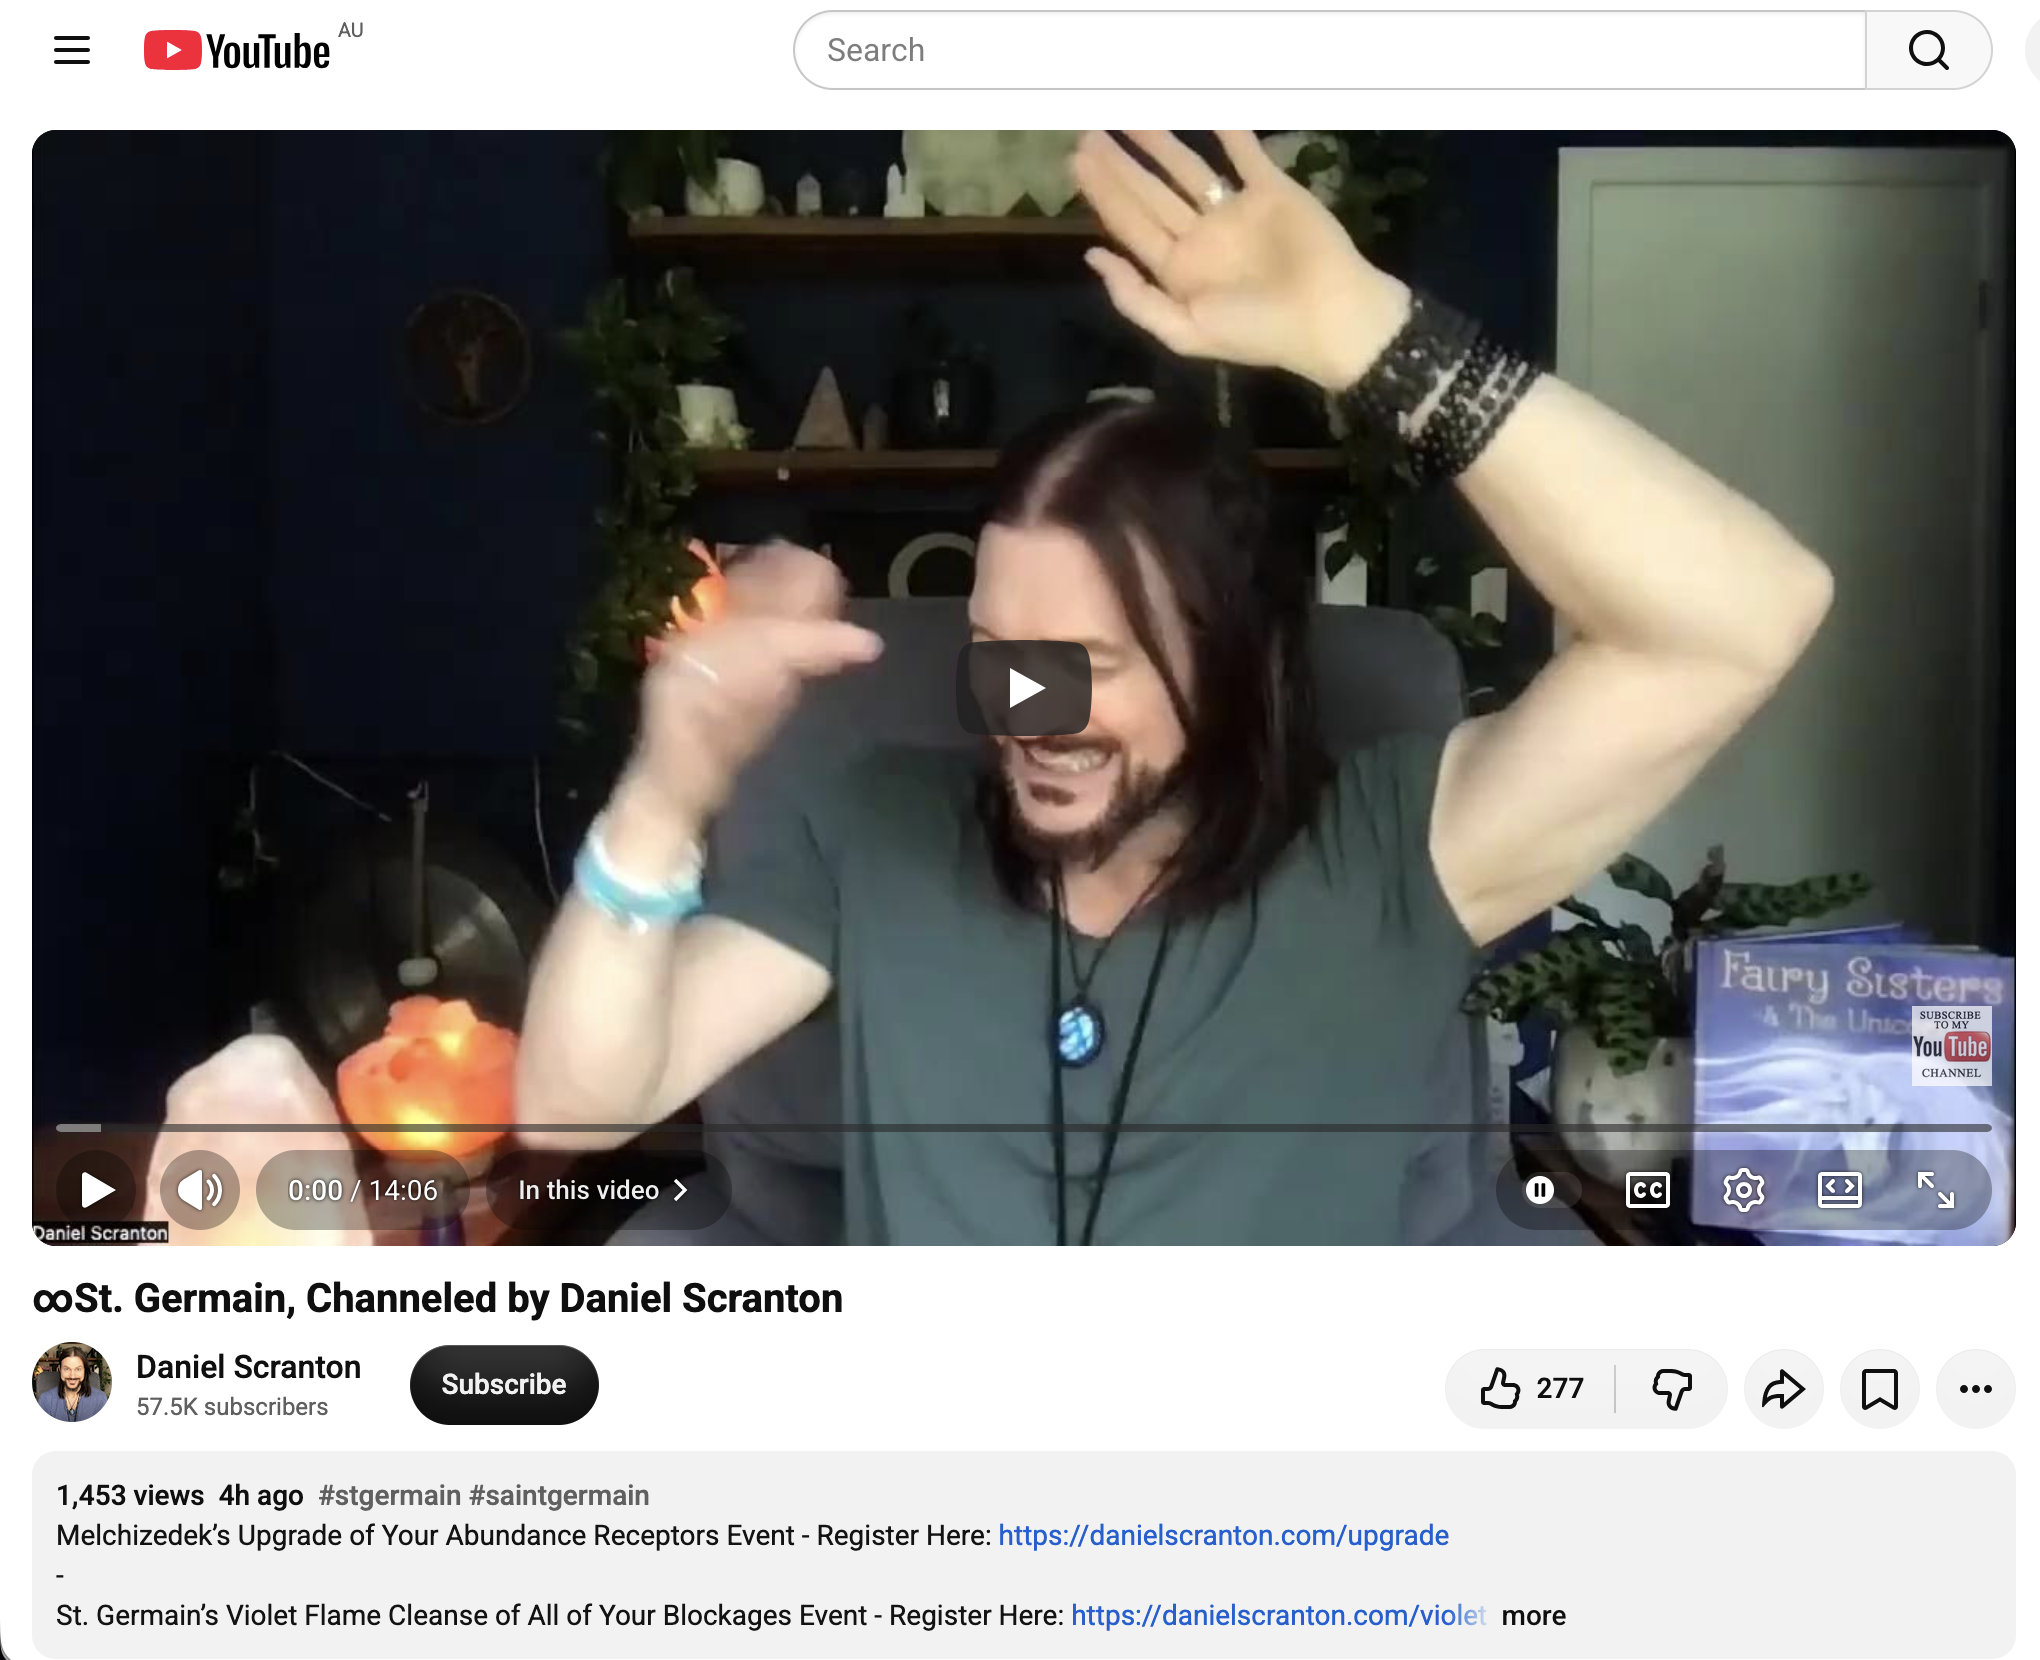 YouTube AU
Search
Fairy Sisters
& The Unic
SUBSCRIBE
TO MY
YouTube
CHANNEL
0:00 / 14:06
In this video
CC
Daniel Scranton
∞St. Germain, Channeled by Daniel Scranton
Daniel Scranton
57.5K subscribers
Subscribe
277
1,453 views 4h ago #stgermain #saintgermain
Melchizedek’s Upgrade of Your Abundance Receptors Event - Register Here: https://danielscranton.com/upgrade
-
St. Germain’s Violet Flame Cleanse of All of Your Blockages Event - Register Here: https://danielscranton.com/violet more